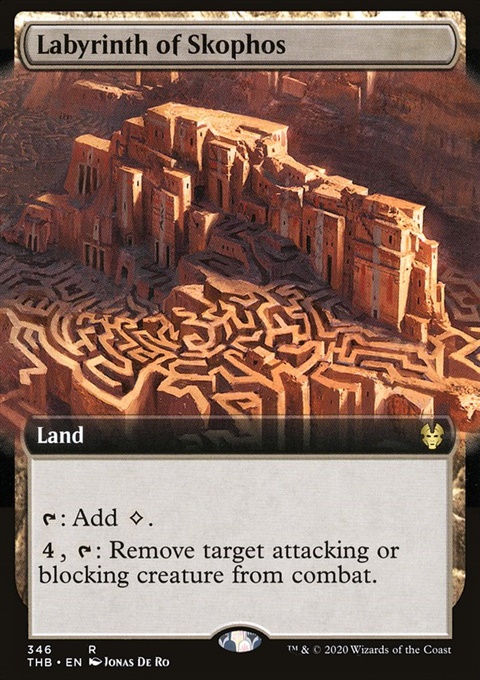 Labyrinth of Skophos
Land
: Add .
4, : Remove target attacking or
blocking creature from combat.
346 R
THB • EN Jonas De Ro
™ & © 2020 Wizards of the Coast